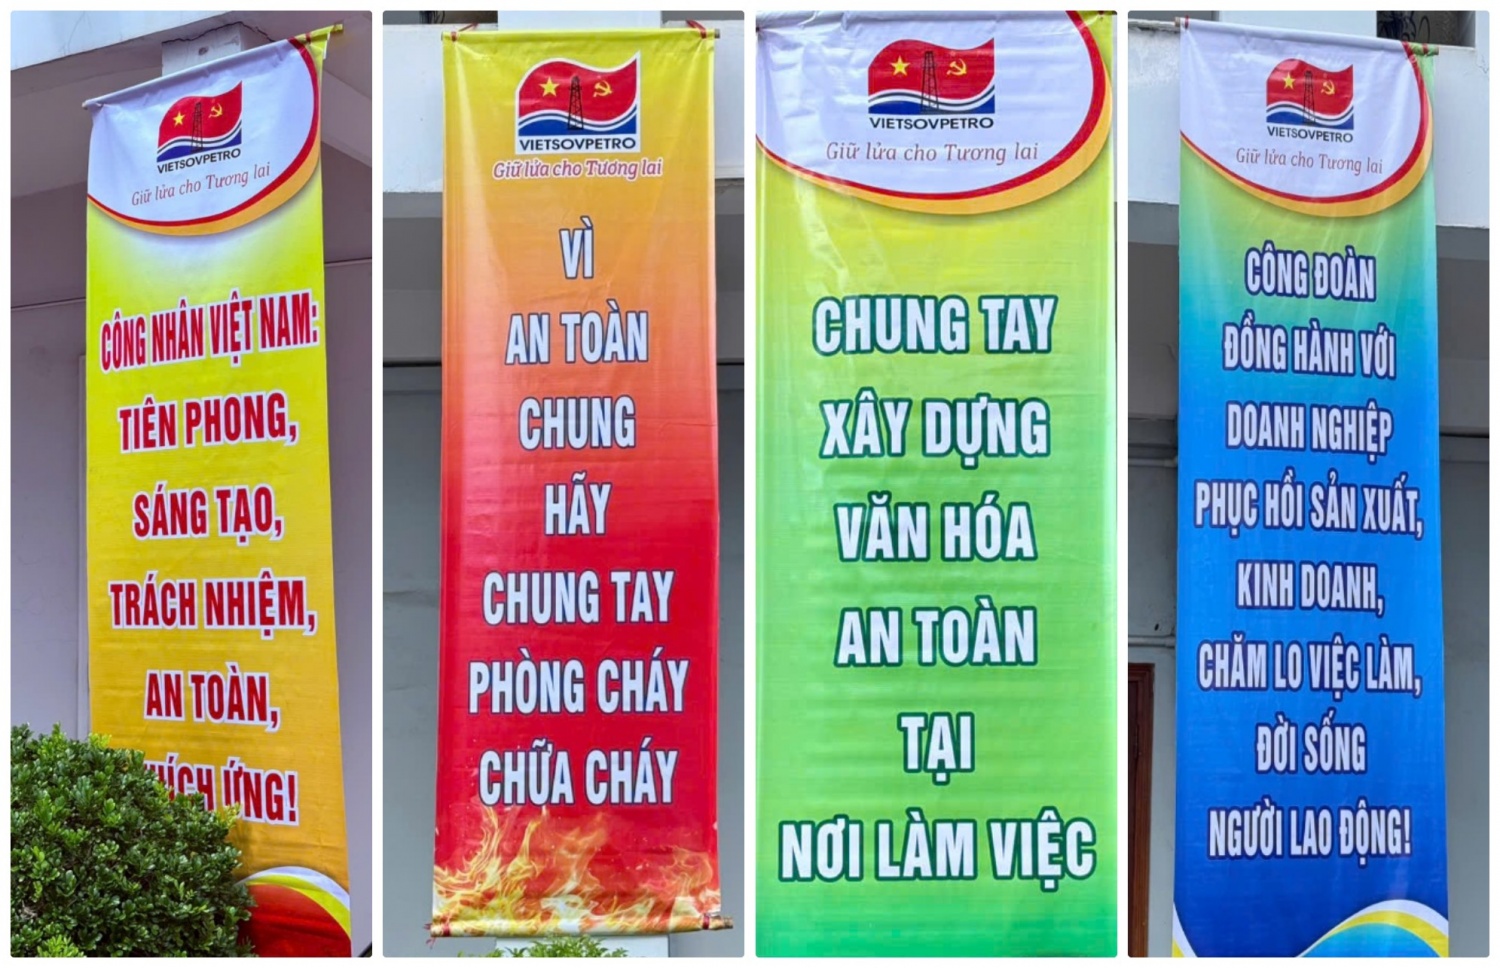 VIETSOVPETRO
Giữ lửa cho Tương lai
CÔNG NHÂN VIỆT NAM:
TIÊN PHONG,
SÁNG TẠO,
TRÁCH NHIỆM,
AN TOÀN,
ỨNG!
VIETSOVPETRO
Giữ lửa cho Tương lai
VÌ
AN TOÀN
CHUNG
HÃY
CHUNG TAY
PHÒNG CHÁY
CHỮA CHÁY
VIETSOVPETRO
Giữ lửa cho Tương lai
CHUNG TAY
XÂY DỰNG
VĂN HÓA
AN TOÀN
TẠI
NƠI LÀM VIỆC
VIETSOVPETRO
Giữ lửa cho Tương lai
CÔNG ĐOÀN
ĐỒNG HÀNH VỚI
DOANH NGHIỆP
PHỤC HỒI SẢN XUẤT,
KINH DOANH,
CHĂM LO VIỆC LÀM,
ĐỜI SỐNG
NGƯỜI LAO ĐỘNG!